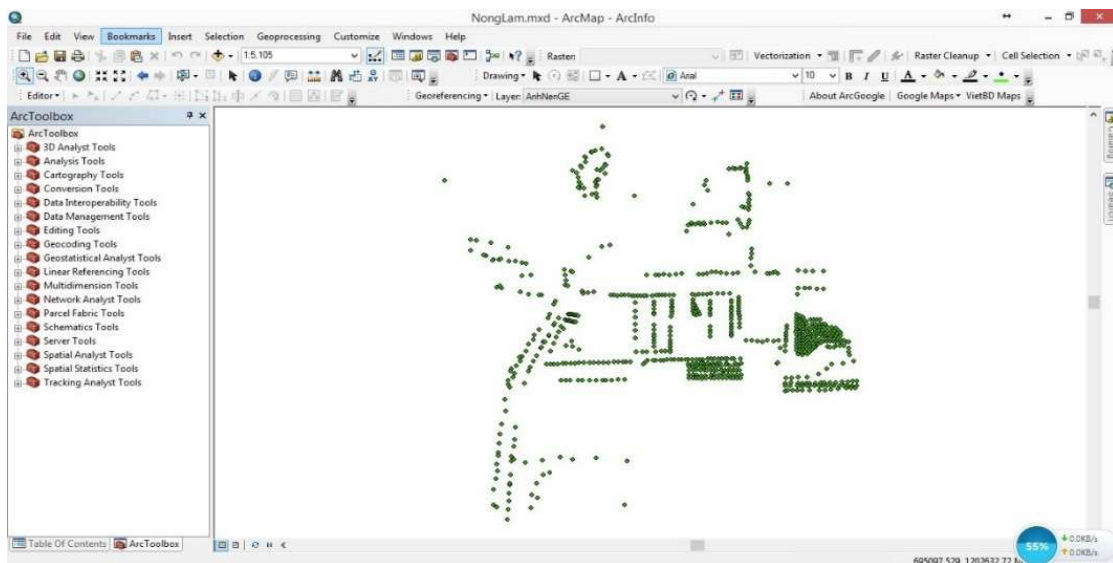 NongLam.mxd - ArcMap - ArcInfo
File Edit View Bookmarks Insert Selection Geoprocessing Customize Windows Help
1:5.105 Raster: Vectorization Raster Cleanup Cell Selection
Drawing A Arial 10 B I U A
Editor Georeferencing Layer: AnhNenGE About ArcGoogle Google Maps VietBD Maps
ArcToolbox
ArcToolbox
3D Analyst Tools
Analysis Tools
Cartography Tools
Conversion Tools
Data Interoperability Tools
Data Management Tools
Editing Tools
Geocoding Tools
Geostatistical Analyst Tools
Linear Referencing Tools
Multidimension Tools
Network Analyst Tools
Parcel Fabric Tools
Schematics Tools
Server Tools
Spatial Analyst Tools
Spatial Statistics Tools
Tracking Analyst Tools
Catalog
Search
Table Of Contents ArcToolbox
55% 0.0KB/s
0.0KB/s